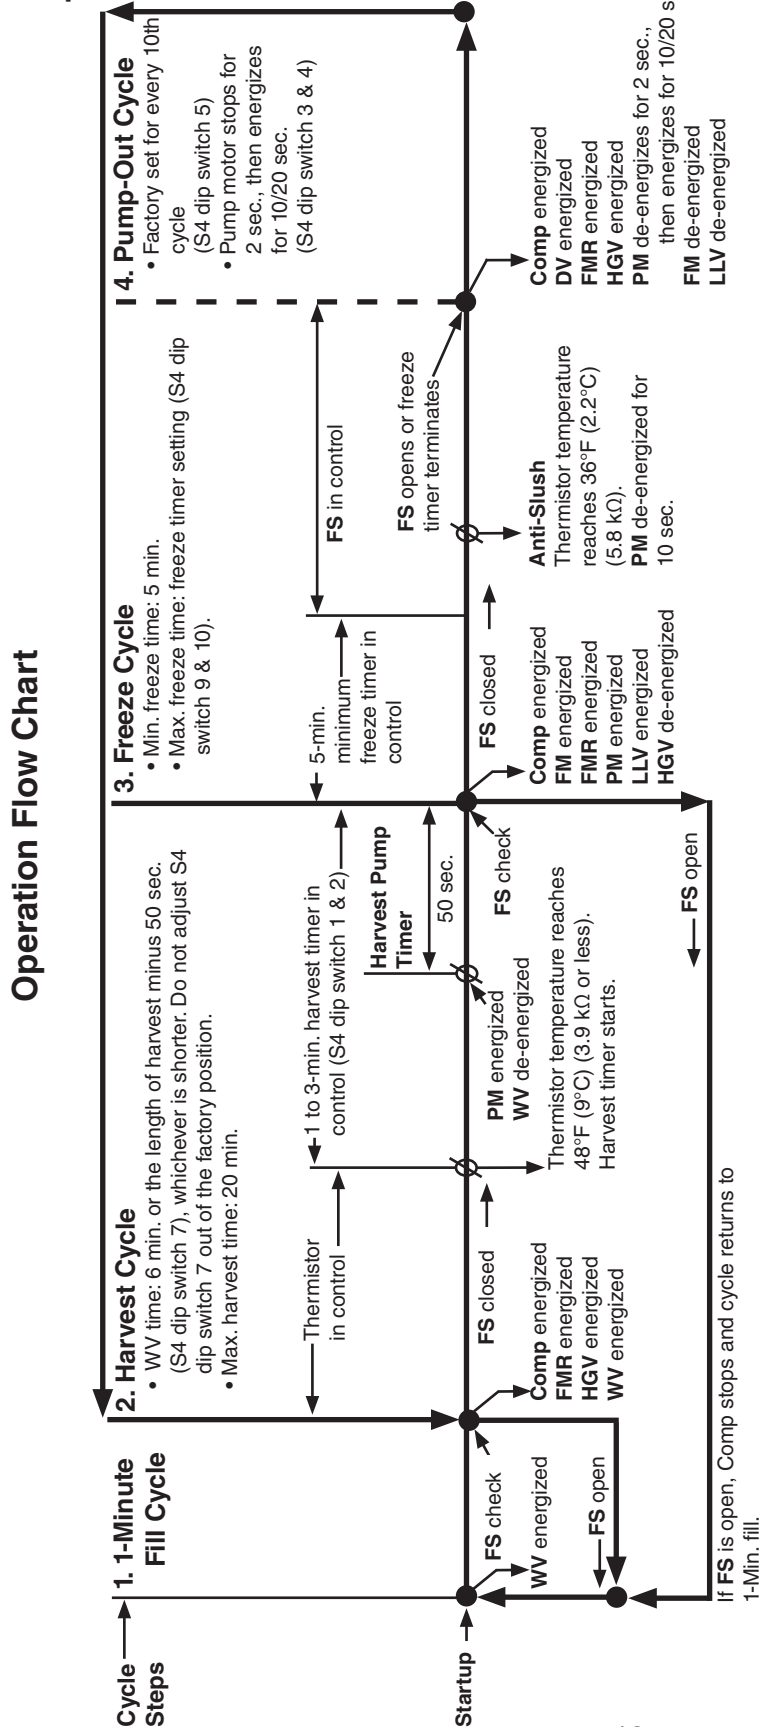 Operation Flow Chart
Cycle
Steps
1. 1-Minute
Fill Cycle
2. Harvest Cycle
• WV time: 6 min. or the length of harvest minus 50 sec.
(S4 dip switch 7), whichever is shorter. Do not adjust S4
dip switch 7 out of the factory position.
• Max. harvest time: 20 min.
3. Freeze Cycle
• Min. freeze time: 5 min.
• Max. freeze time: freeze timer setting (S4 dip
switch 9 & 10).
4. Pump-Out Cycle
• Factory set for every 10th
cycle
(S4 dip switch 5)
• Pump motor stops for
2 sec., then energizes
for 10/20 sec.
(S4 dip switch 3 & 4)
Thermistor
in control
1 to 3-min. harvest timer in
control (S4 dip switch 1 & 2)
Harvest Pump
Timer
50 sec.
5-min.
minimum
freeze timer in
control
FS in control
FS opens or freeze
timer terminates
Startup
FS check
WV energized
FS open
FS closed
Comp energized
FMR energized
HGV energized
WV energized
Thermistor temperature reaches
48°F (9°C) (3.9 kΩ or less).
Harvest timer starts.
PM energized
WV de-energized
FS check
FS open
FS closed
Comp energized
FM energized
FMR energized
PM energized
LLV energized
HGV de-energized
Anti-Slush
Thermistor temperature
reaches 36°F (2.2°C)
(5.8 kΩ).
PM de-energized for
10 sec.
Comp energized
DV energized
FMR energized
HGV energized
PM de-energizes for 2 sec.,
then energizes for 10/20 s
FM de-energized
LLV de-energized
If FS is open, Comp stops and cycle returns to
1-Min. fill.